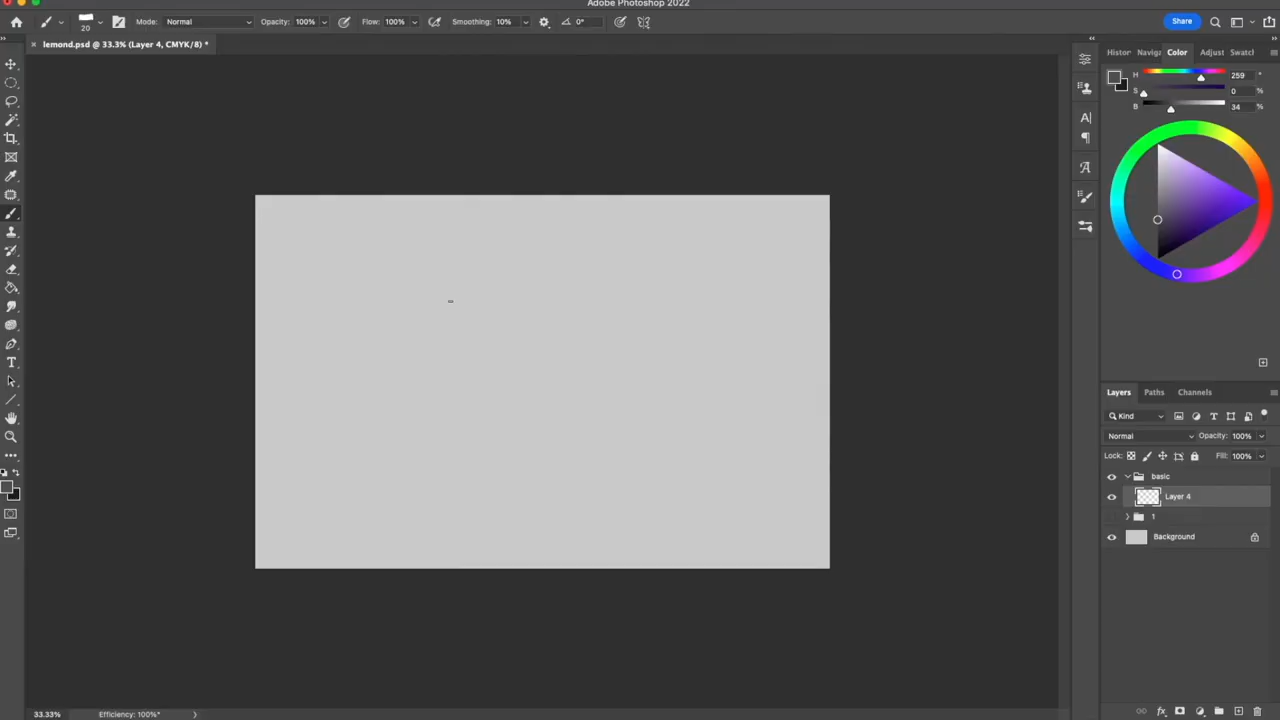 Adobe Photoshop 2022
20
Mode: Normal
Opacity: 100%
Flow: 100%
Smoothing: 10%
0°
Share
lemond.psd @ 33.3% (Layer 4, CMYK/8) *
Histor
Naviga
Color
Adjust
Swatch
H 259 °
S 0 %
B 34 %
Layers
Paths
Channels
Kind
Normal
Opacity: 100%
Lock:
Fill: 100%
basic
Layer 4
1
Background
33.33%
Efficiency: 100%*